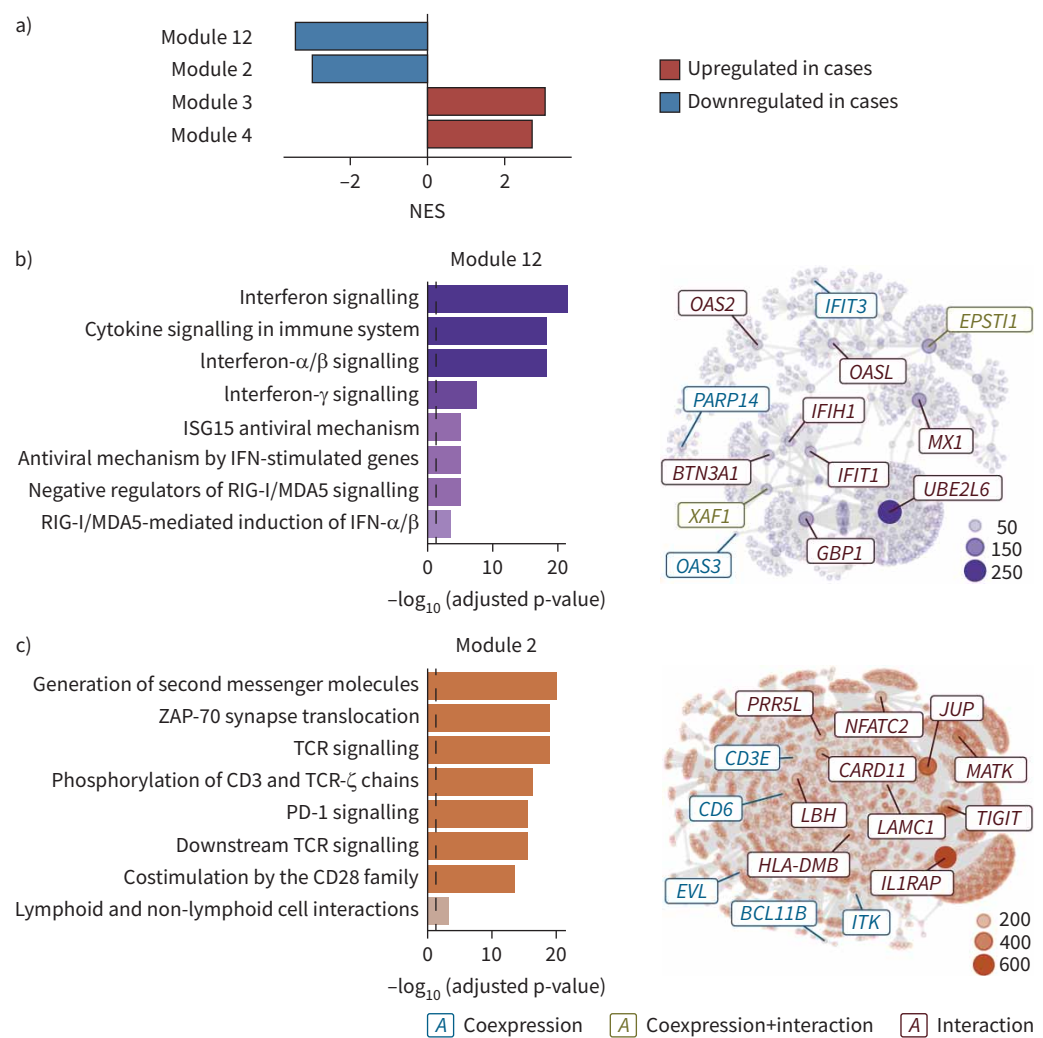 a)
Module 12
Module 2
Module 3
Module 4
Upregulated in cases
Downregulated in cases
–2 0 2
NES
b)
Module 12
Interferon signalling
Cytokine signalling in immune system
Interferon-α/β signalling
Interferon-γ signalling
ISG15 antiviral mechanism
Antiviral mechanism by IFN-stimulated genes
Negative regulators of RIG-I/MDA5 signalling
RIG-I/MDA5-mediated induction of IFN-α/β
0 10 20
–log10 (adjusted p-value)
OAS2
IFIT3
EPSTI1
OASL
PARP14
IFIH1
MX1
BTN3A1
IFIT1
UBE2L6
XAF1
GBP1
OAS3
50
150
250
c)
Module 2
Generation of second messenger molecules
ZAP-70 synapse translocation
TCR signalling
Phosphorylation of CD3 and TCR-ζ chains
PD-1 signalling
Downstream TCR signalling
Costimulation by the CD28 family
Lymphoid and non-lymphoid cell interactions
0 10 20
–log10 (adjusted p-value)
PRR5L
NFATC2
JUP
CD3E
CARD11
MATK
CD6
LBH
LAMC1
TIGIT
HLA-DMB
IL1RAP
EVL
BCL11B
ITK
200
400
600
A Coexpression
A Coexpression+interaction
A Interaction